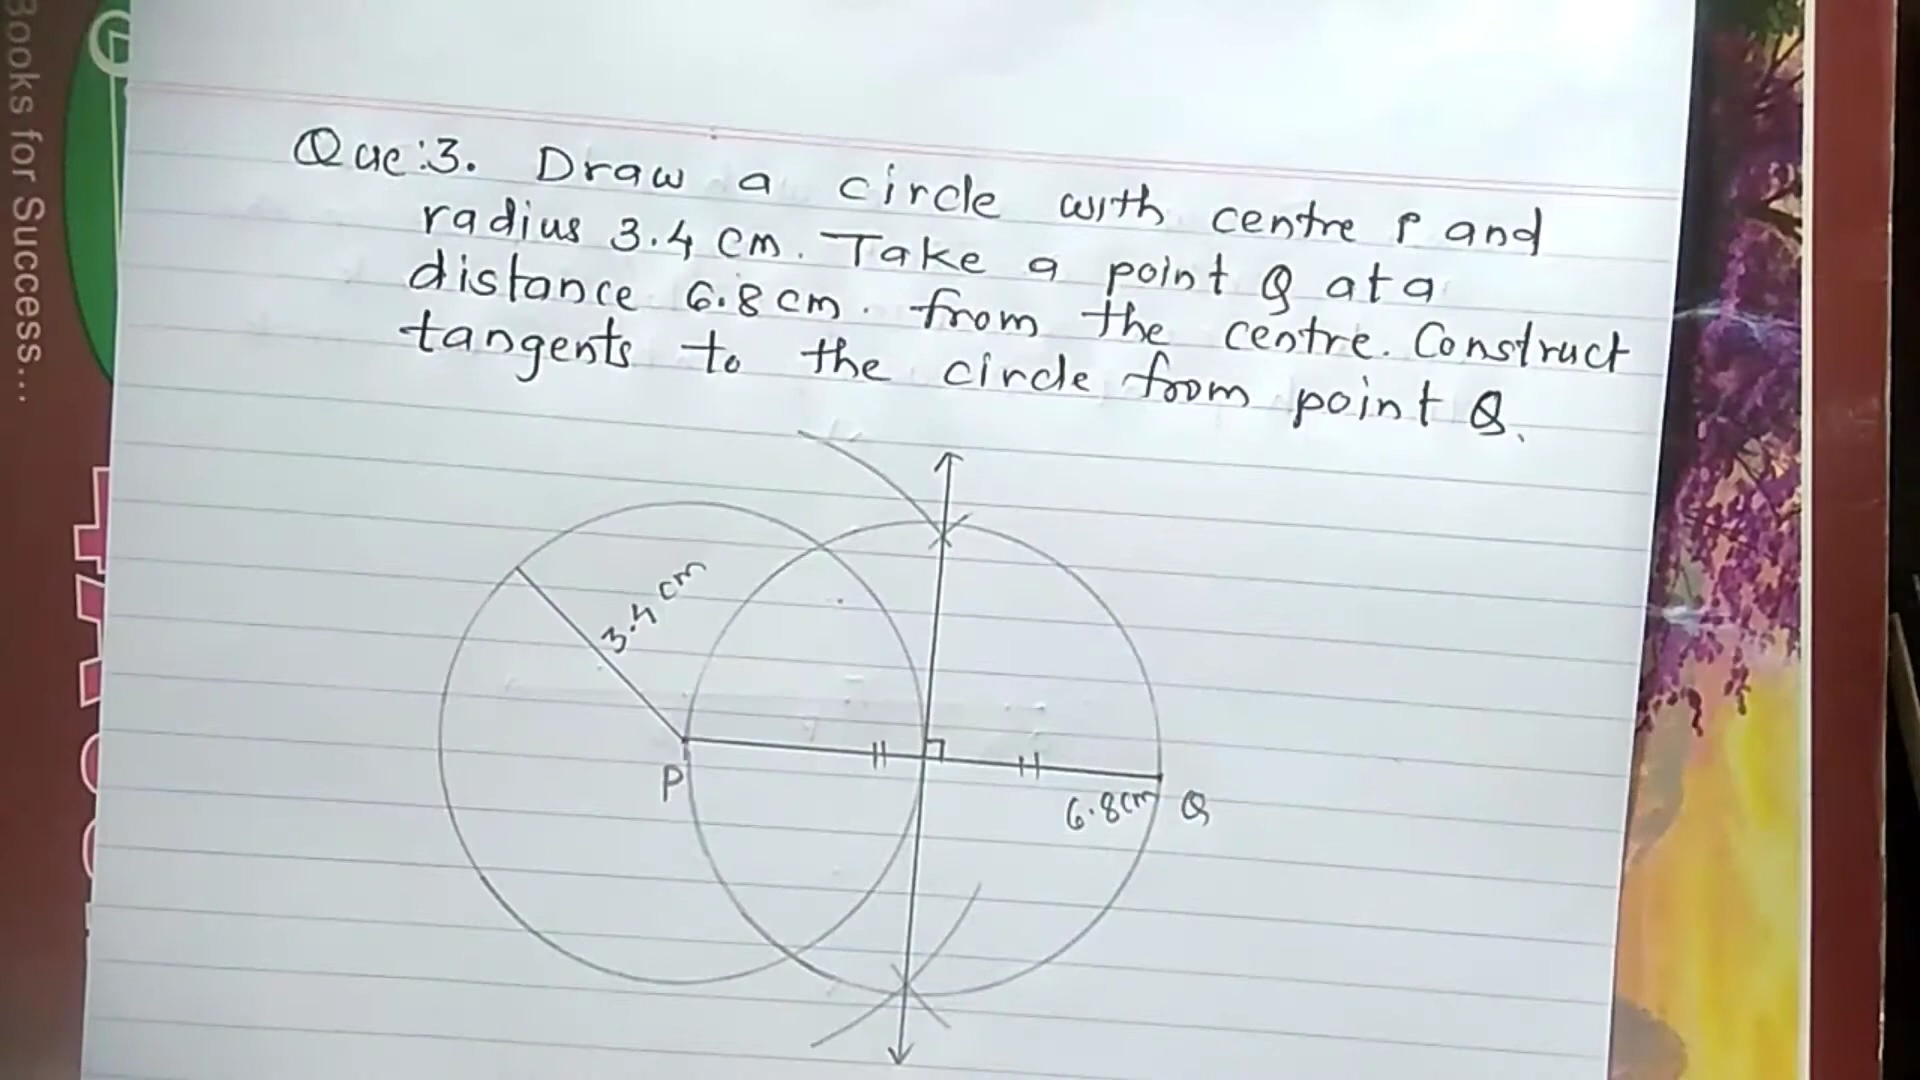 Que:3. Draw a circle with centre P and
radius 3.4 cm. Take a point Q at a
distance 6.8 cm. from the centre. Construct
tangents to the circle from point Q.
3.4 cm
P
6.8cm Q
Books for Success...